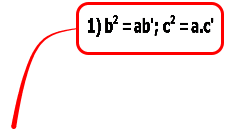 1) b² = ab'; c² = a.c'